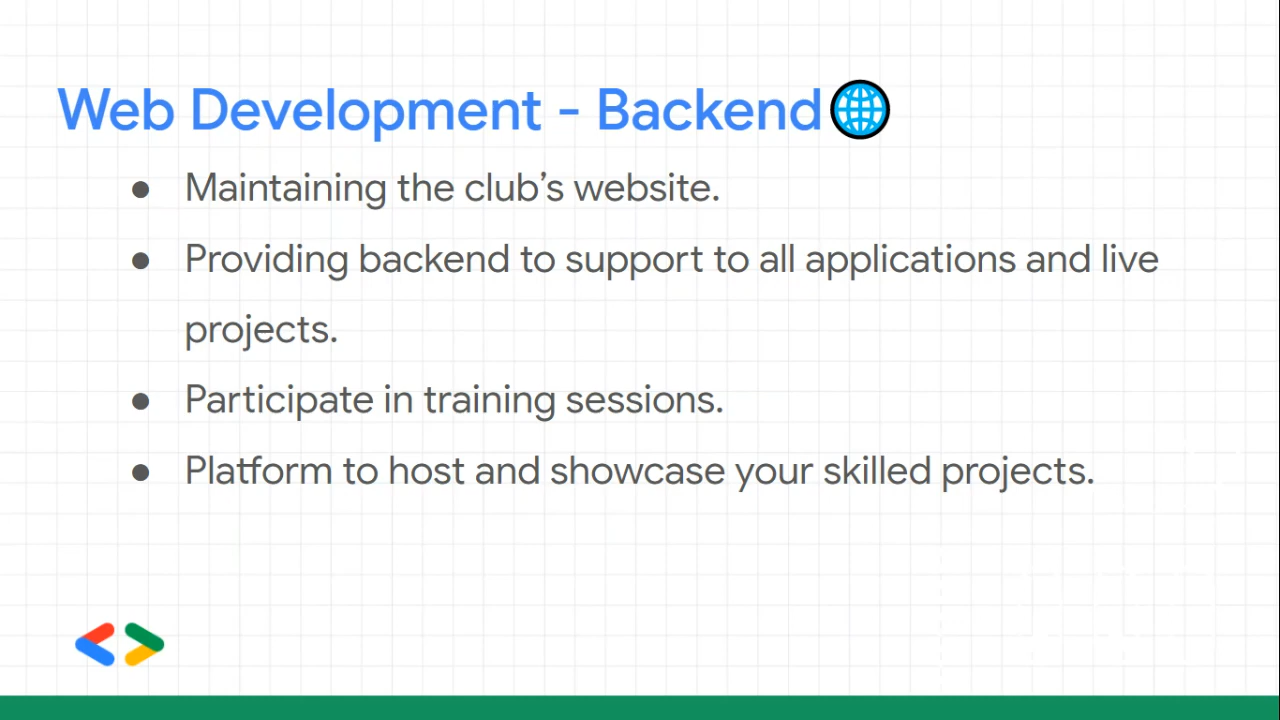 Web Development - Backend🌐
● Maintaining the club’s website.
● Providing backend to support to all applications and live
projects.
● Participate in training sessions.
● Platform to host and showcase your skilled projects.